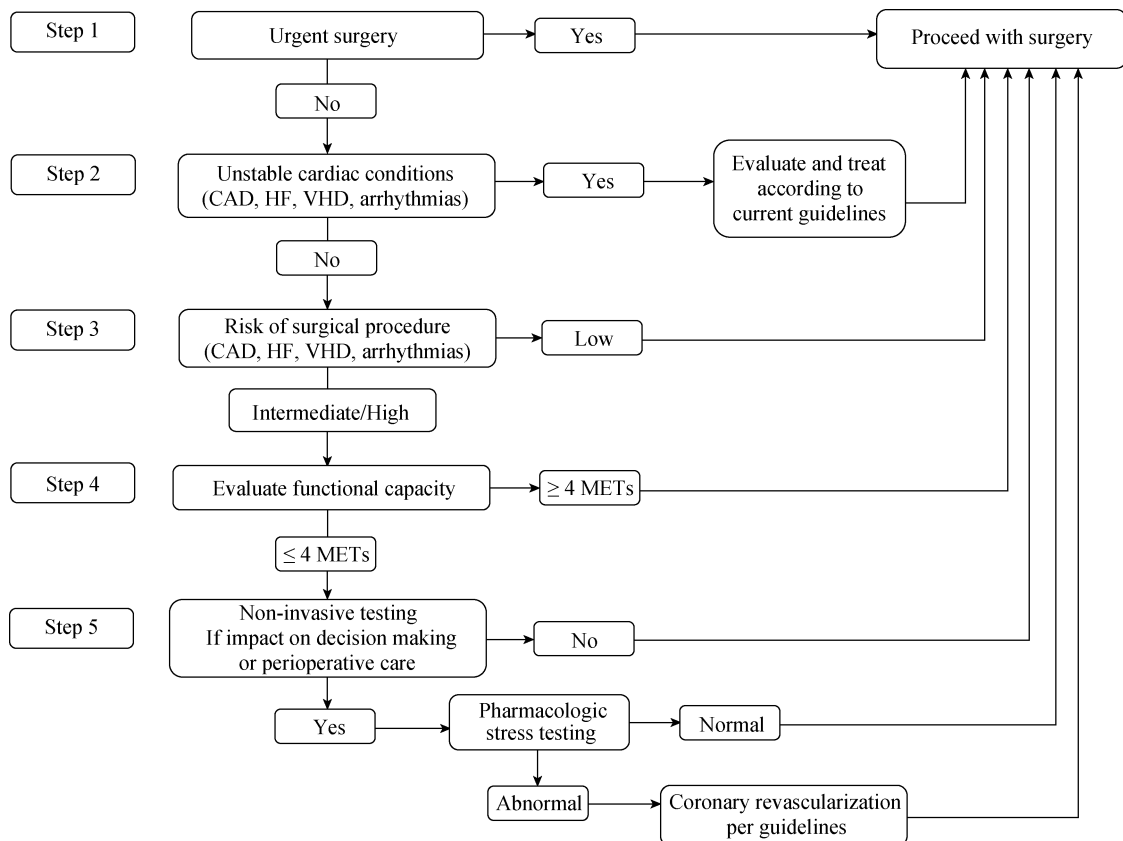 Step 1
Urgent surgery
Yes
Proceed with surgery
No
Step 2
Unstable cardiac conditions
(CAD, HF, VHD, arrhythmias)
Yes
Evaluate and treat
according to
current guidelines
No
Step 3
Risk of surgical procedure
(CAD, HF, VHD, arrhythmias)
Low
Intermediate/High
Step 4
Evaluate functional capacity
≥ 4 METs
≤ 4 METs
Step 5
Non-invasive testing
If impact on decision making
or perioperative care
No
Yes
Pharmacologic
stress testing
Normal
Abnormal
Coronary revascularization
per guidelines